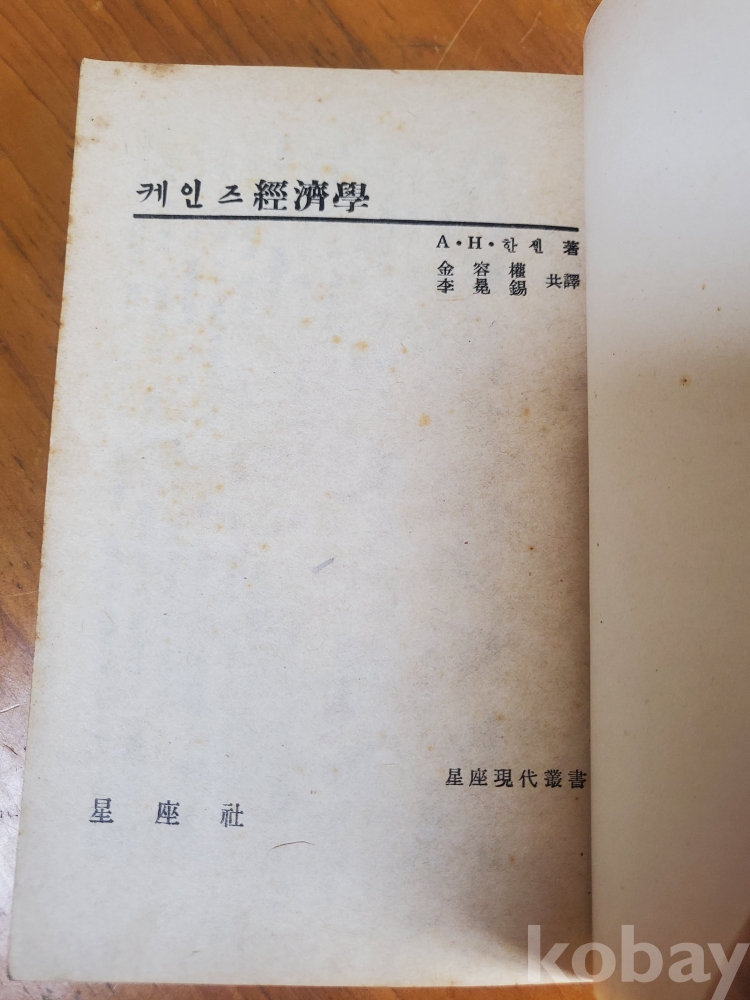 케인즈經濟學
A·H·한센 著
金容權
李晃錫 共譯
星座現代叢書
星座社
kobay